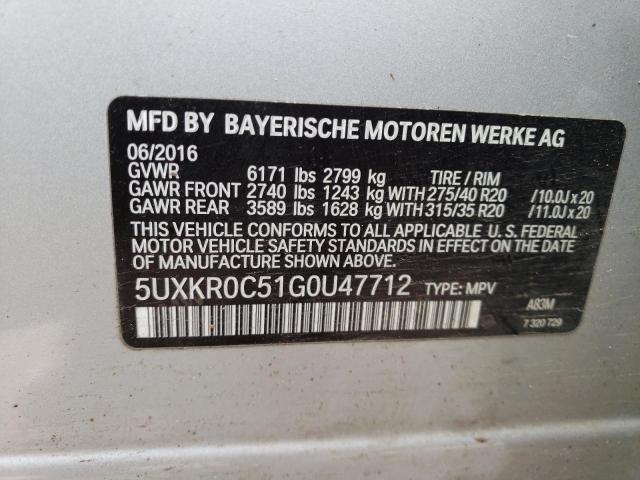 MFD BY BAYERISCHE MOTOREN WERKE AG
06/2016
GVWR 6171 lbs 2799 kg TIRE / RIM
GAWR FRONT 2740 lbs 1243 kg WITH 275/40 R20 /10.0J x 20
GAWR REAR 3589 lbs 1628 kg WITH 315/35 R20 /11.0J x 20
THIS VEHICLE CONFORMS TO ALL APPLICABLE U. S. FEDERAL
MOTOR VEHICLE SAFETY STANDARDS IN EFFECT ON THE DATE
OF MANUFACTURE SHOWN ABOVE.
5UXKR0C51G0U47712 TYPE: MPV
A83M
7 320 729